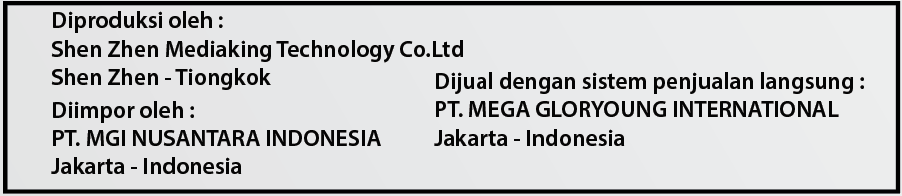 Diproduksi oleh :
Shen Zhen Mediaking Technology Co.Ltd
Shen Zhen - Tiongkok
Diimpor oleh :
PT. MGI NUSANTARA INDONESIA
Jakarta - Indonesia
Dijual dengan sistem penjualan langsung :
PT. MEGA GLORYOUNG INTERNATIONAL
Jakarta - Indonesia